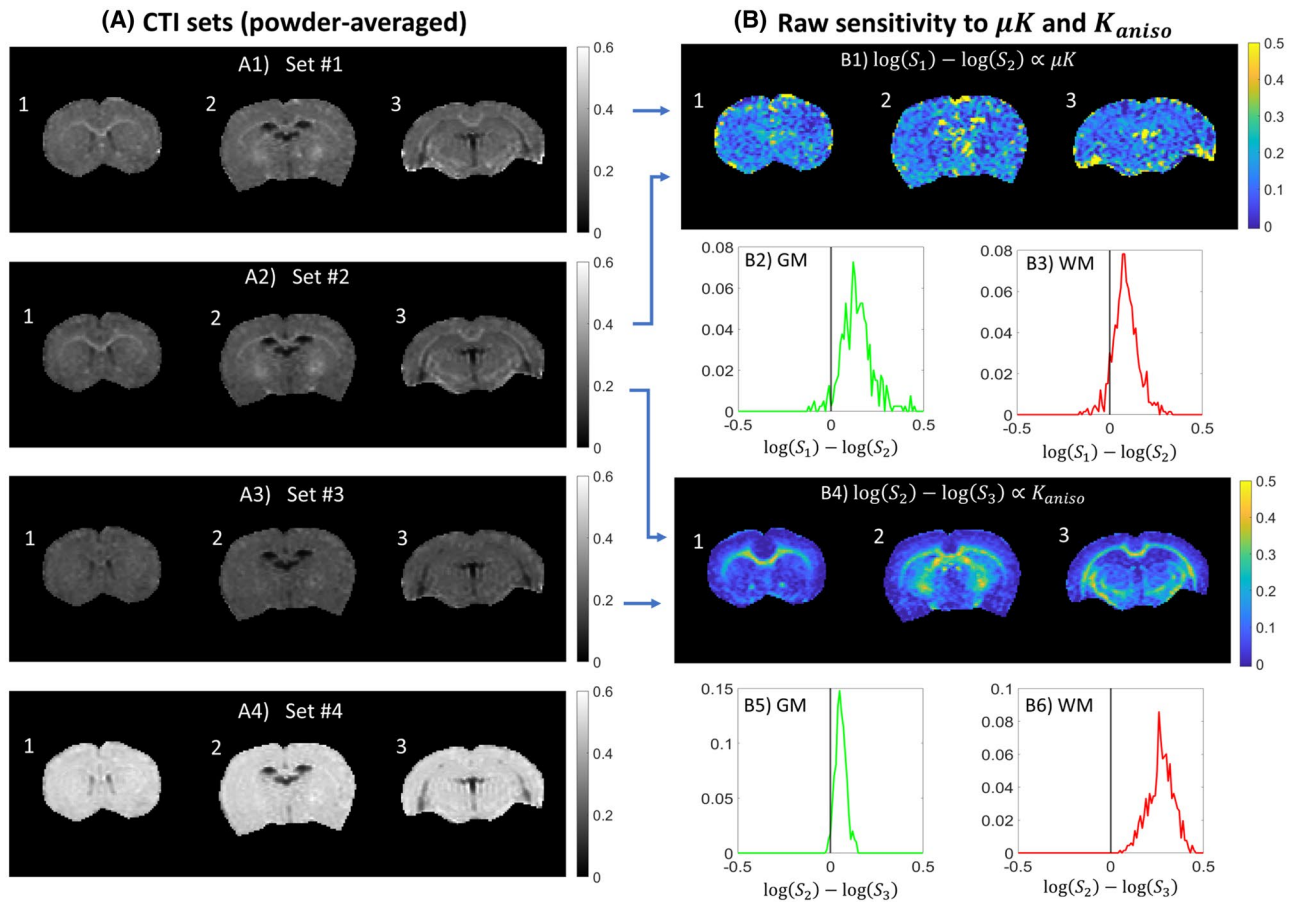 (A) CTI sets (powder-averaged)
A1) Set #1
1 2 3
0.6
0.4
0.2
0
A2) Set #2
1 2 3
0.6
0.4
0.2
0
A3) Set #3
1 2 3
0.6
0.4
0.2
0
A4) Set #4
1 2 3
0.6
0.4
0.2
0
(B) Raw sensitivity to μK and K_aniso
B1) log(S₁) − log(S₂) ∝ μK
1 2 3
0.5
0.4
0.3
0.2
0.1
0
B2) GM
0.08
0.06
0.04
0.02
0
-0.5 0 0.5
log(S₁) − log(S₂)
B3) WM
0.08
0.06
0.04
0.02
0
-0.5 0 0.5
log(S₁) − log(S₂)
B4) log(S₂) − log(S₃) ∝ K_aniso
1 2 3
0.5
0.4
0.3
0.2
0.1
0
B5) GM
0.15
0.1
0.05
0
-0.5 0 0.5
log(S₂) − log(S₃)
B6) WM
0.1
0.08
0.06
0.04
0.02
0
-0.5 0 0.5
log(S₂) − log(S₃)